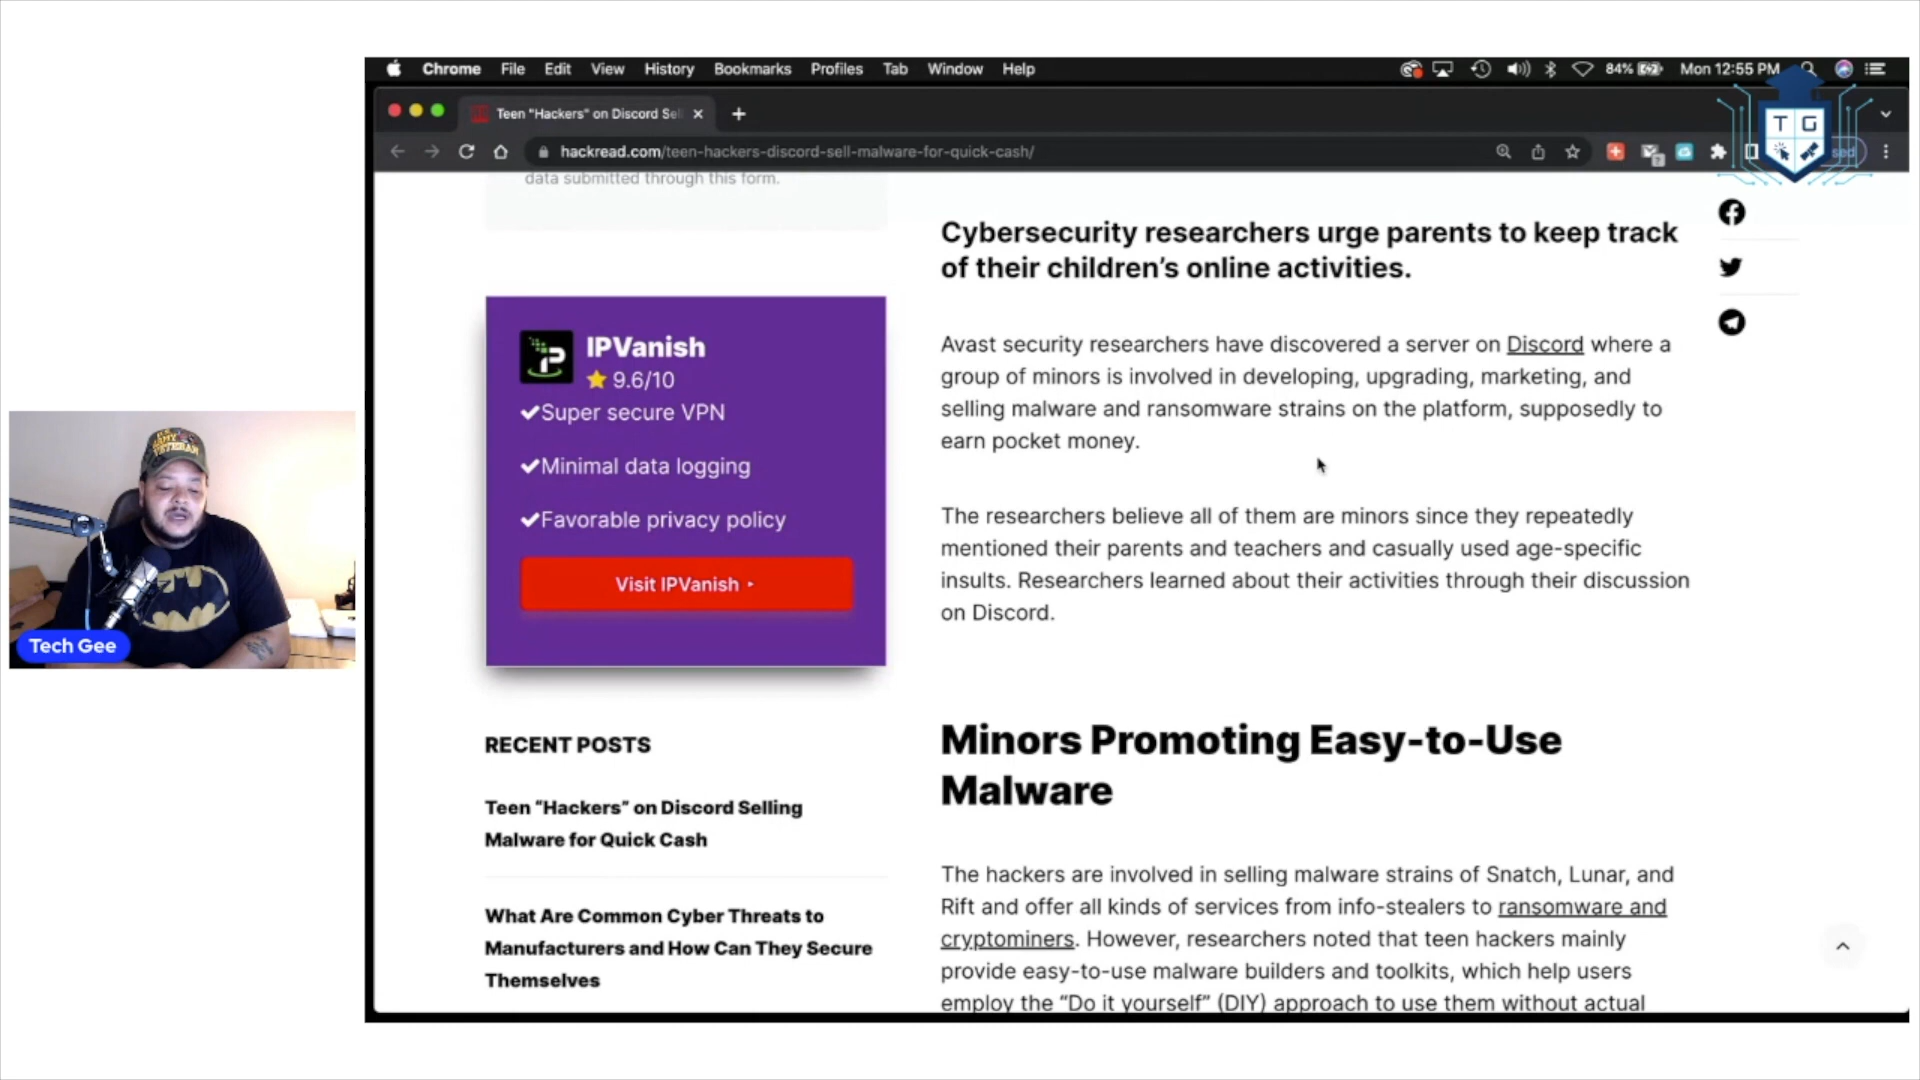 Chrome File Edit View History Bookmarks Profiles Tab Window Help
84% Mon 12:55 PM
Teen "Hackers" on Discord Sel
hackread.com/teen-hackers-discord-sell-malware-for-quick-cash/
T G
data submitted through this form.
IPVanish
9.6/10
Super secure VPN
Minimal data logging
Favorable privacy policy
Visit IPVanish
RECENT POSTS
Teen “Hackers” on Discord Selling
Malware for Quick Cash
What Are Common Cyber Threats to
Manufacturers and How Can They Secure
Themselves
Cybersecurity researchers urge parents to keep track
of their children’s online activities.
Avast security researchers have discovered a server on Discord where a
group of minors is involved in developing, upgrading, marketing, and
selling malware and ransomware strains on the platform, supposedly to
earn pocket money.
The researchers believe all of them are minors since they repeatedly
mentioned their parents and teachers and casually used age-specific
insults. Researchers learned about their activities through their discussion
on Discord.
Minors Promoting Easy-to-Use
Malware
The hackers are involved in selling malware strains of Snatch, Lunar, and
Rift and offer all kinds of services from info-stealers to ransomware and
cryptominers. However, researchers noted that teen hackers mainly
provide easy-to-use malware builders and toolkits, which help users
employ the “Do it yourself” (DIY) approach to use them without actual
U.S. ARMY
VETERAN
Tech Gee